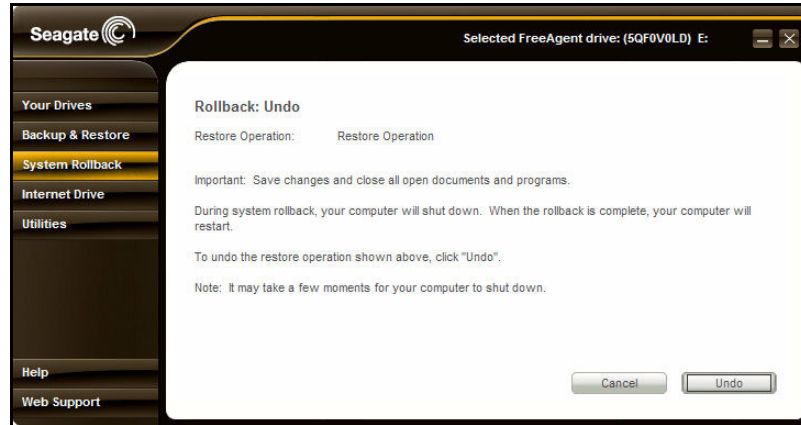 Seagate
Selected FreeAgent drive: (5QF0V0LD) E:
Your Drives
Backup & Restore
System Rollback
Internet Drive
Utilities
Help
Web Support
Rollback: Undo
Restore Operation: Restore Operation
Important: Save changes and close all open documents and programs.
During system rollback, your computer will shut down. When the rollback is complete, your computer will
restart.
To undo the restore operation shown above, click "Undo".
Note: It may take a few moments for your computer to shut down.
Cancel Undo